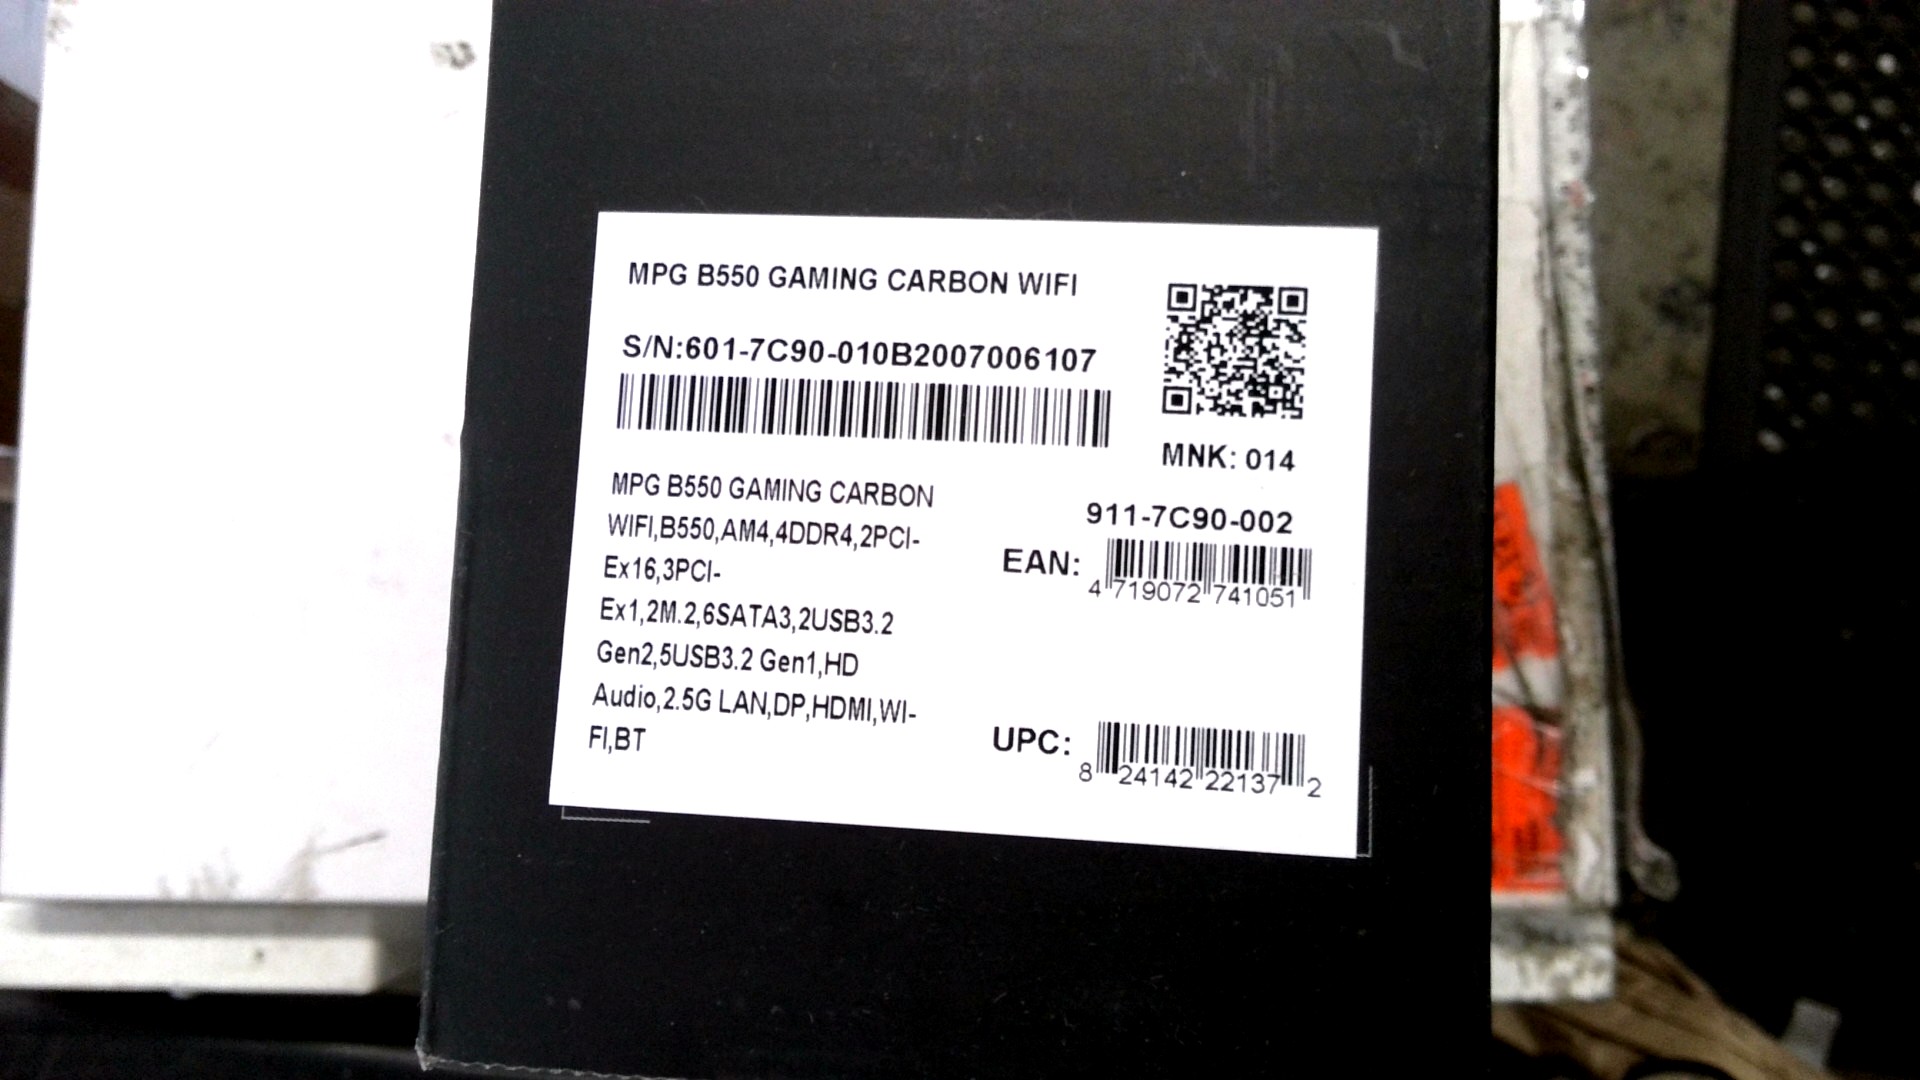 MPG B550 GAMING CARBON WIFI
S/N:601-7C90-010B2007006107
MNK: 014
MPG B550 GAMING CARBON
WIFI,B550,AM4,4DDR4,2PCI-
Ex16,3PCI-
Ex1,2M.2,6SATA3,2USB3.2
Gen2,5USB3.2 Gen1,HD
Audio,2.5G LAN,DP,HDMI,WI-
FI,BT
911-7C90-002
EAN:
4 719072 741051
UPC:
8 24142 22137 2